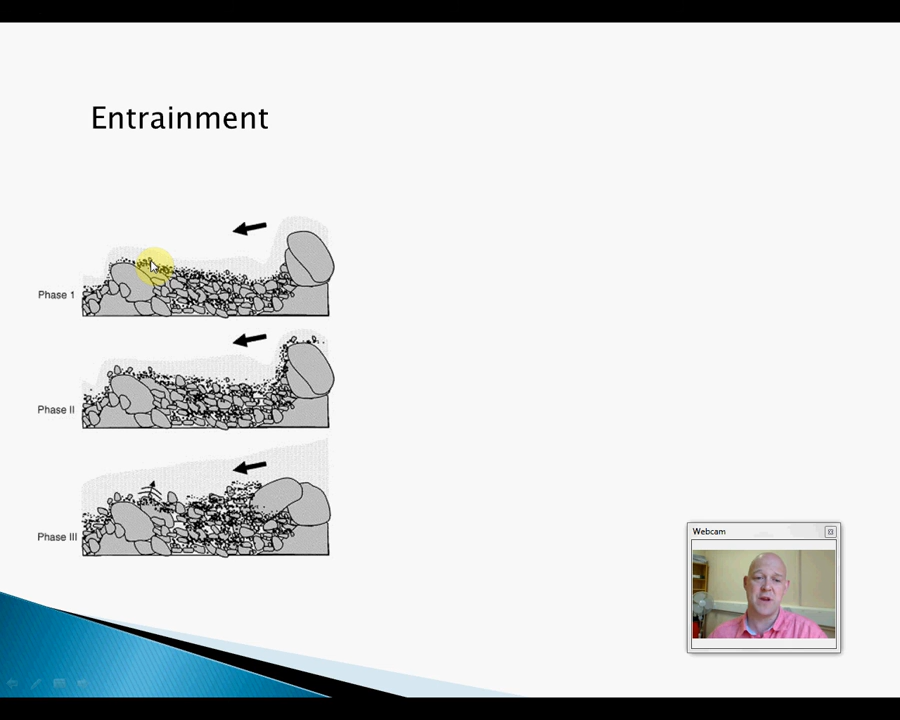 Entrainment
Phase 1
Phase II
Phase III
Webcam